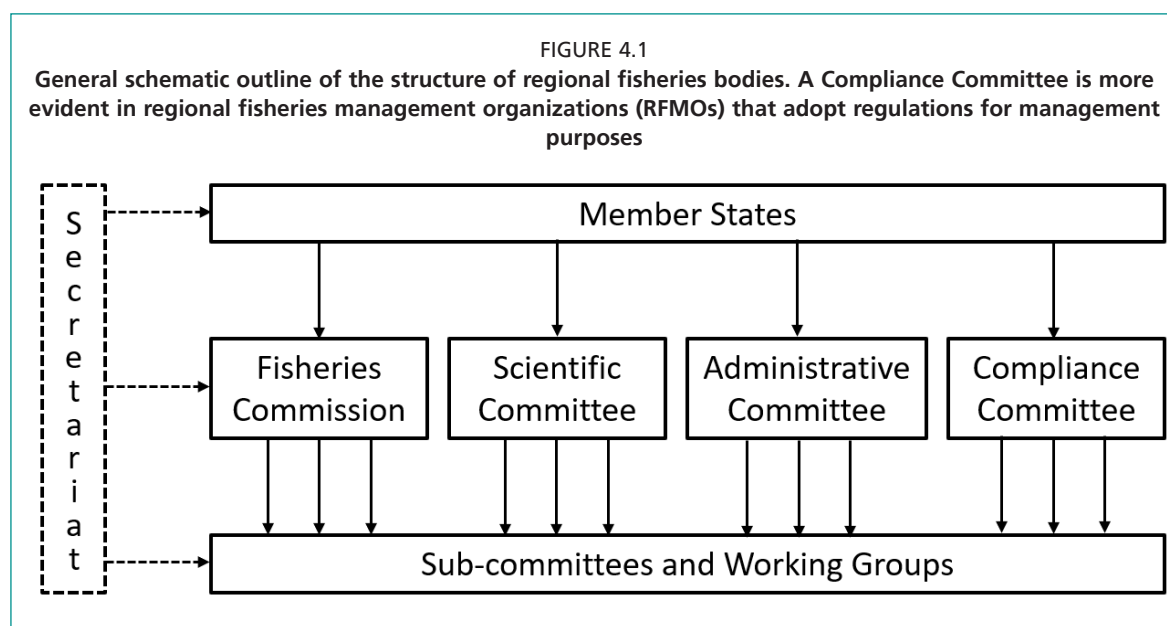 FIGURE 4.1
General schematic outline of the structure of regional fisheries bodies. A Compliance Committee is more
evident in regional fisheries management organizations (RFMOs) that adopt regulations for management
purposes
Secretariat
Member States
Fisheries
Commission
Scientific
Committee
Administrative
Committee
Compliance
Committee
Sub-committees and Working Groups